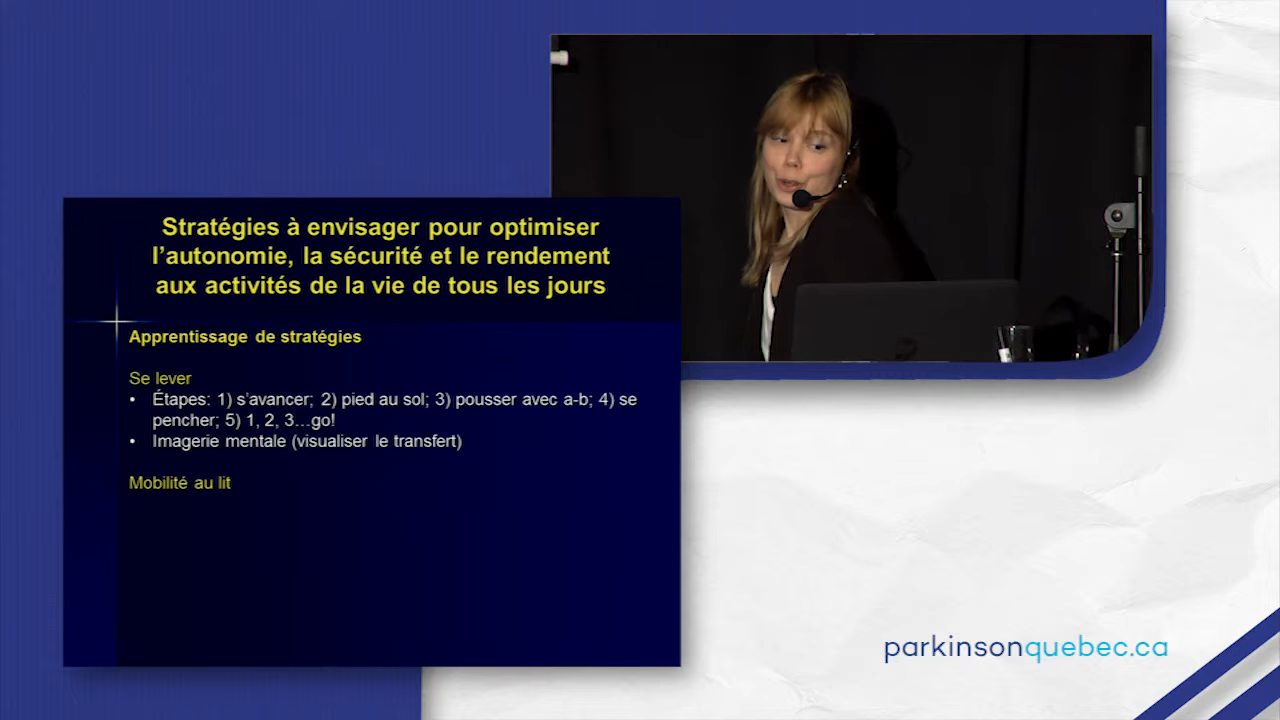 Stratégies à envisager pour optimiser
l'autonomie, la sécurité et le rendement
aux activités de la vie de tous les jours
Apprentissage de stratégies
Se lever
• Étapes: 1) s'avancer; 2) pied au sol; 3) pousser avec a-b; 4) se
pencher; 5) 1, 2, 3…go!
• Imagerie mentale (visualiser le transfert)
Mobilité au lit
parkinsonquebec.ca